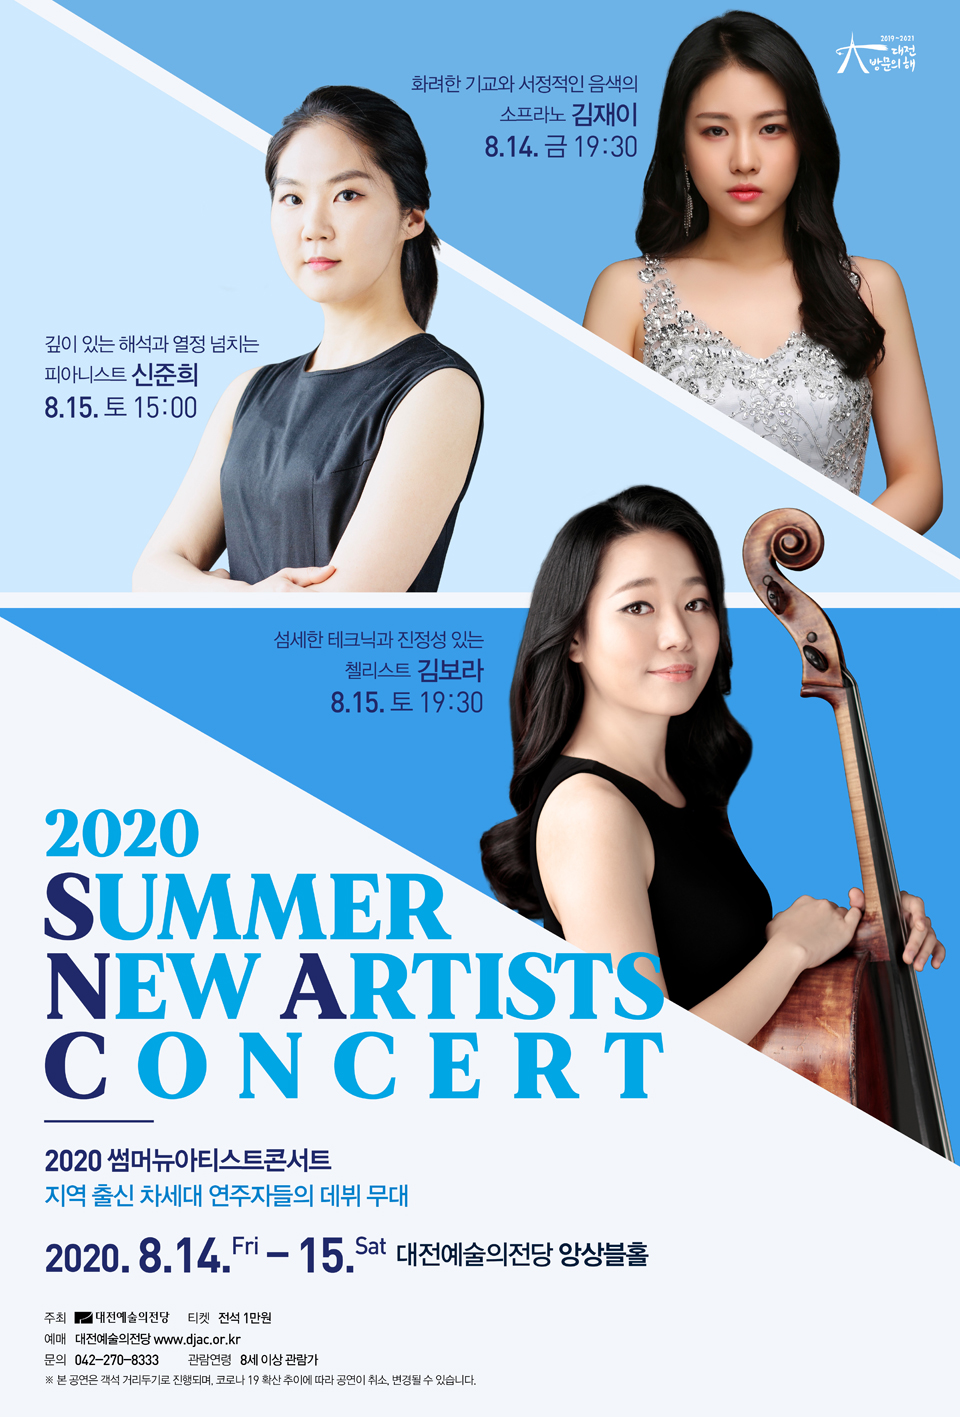 2019-2021
대전
방문의 해
화려한 기교와 서정적인 음색의
소프라노 김재이
8.14. 금 19:30
깊이 있는 해석과 열정 넘치는
피아니스트 신준희
8.15. 토 15:00
섬세한 테크닉과 진정성 있는
첼리스트 김보라
8.15. 토 19:30
2020
SUMMER
NEW ARTISTS
CONCERT
2020 썸머뉴아티스트콘서트
지역 출신 차세대 연주자들의 데뷔 무대
2020. 8.14.Fri – 15.Sat 대전예술의전당 앙상블홀
주최 대전예술의전당 티켓 전석 1만원
예매 대전예술의전당 www.djac.or.kr
문의 042-270-8333 관람연령 8세 이상 관람가
※ 본 공연은 객석 거리두기로 진행되며, 코로나 19 확산 추이에 따라 공연이 취소, 변경될 수 있습니다.